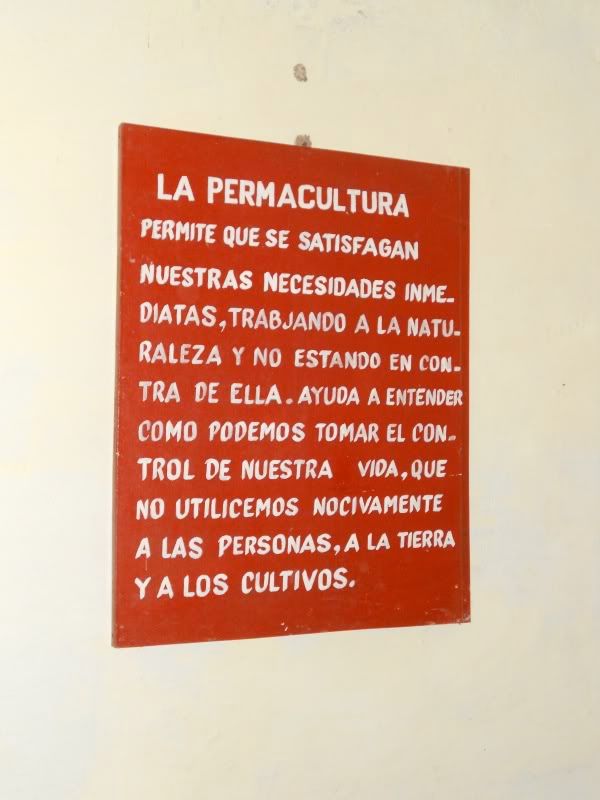 LA PERMACULTURA
PERMITE QUE SE SATISFAGAN
NUESTRAS NECESIDADES INME-
DIATAS, TRABJANDO A LA NATU-
RALEZA Y NO ESTANDO EN CON-
TRA DE ELLA. AYUDA A ENTENDER
COMO PODEMOS TOMAR EL CON-
TROL DE NUESTRA VIDA, QUE
NO UTILICEMOS NOCIVAMENTE
A LAS PERSONAS, A LA TIERRA
Y A LOS CULTIVOS.